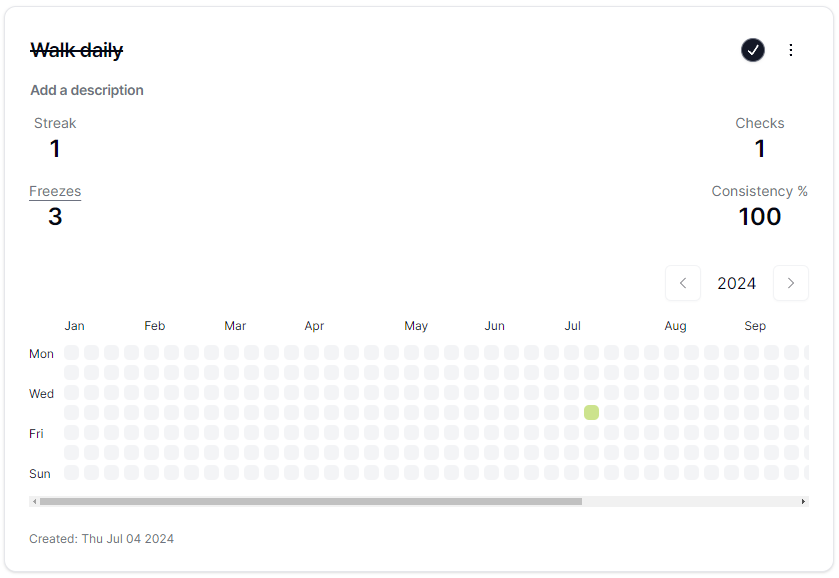 Walk daily
Add a description
Streak
1
Checks
1
Freezes
3
Consistency %
100
2024
Jan Feb Mar Apr May Jun Jul Aug Sep
Mon
Wed
Fri
Sun
Created: Thu Jul 04 2024